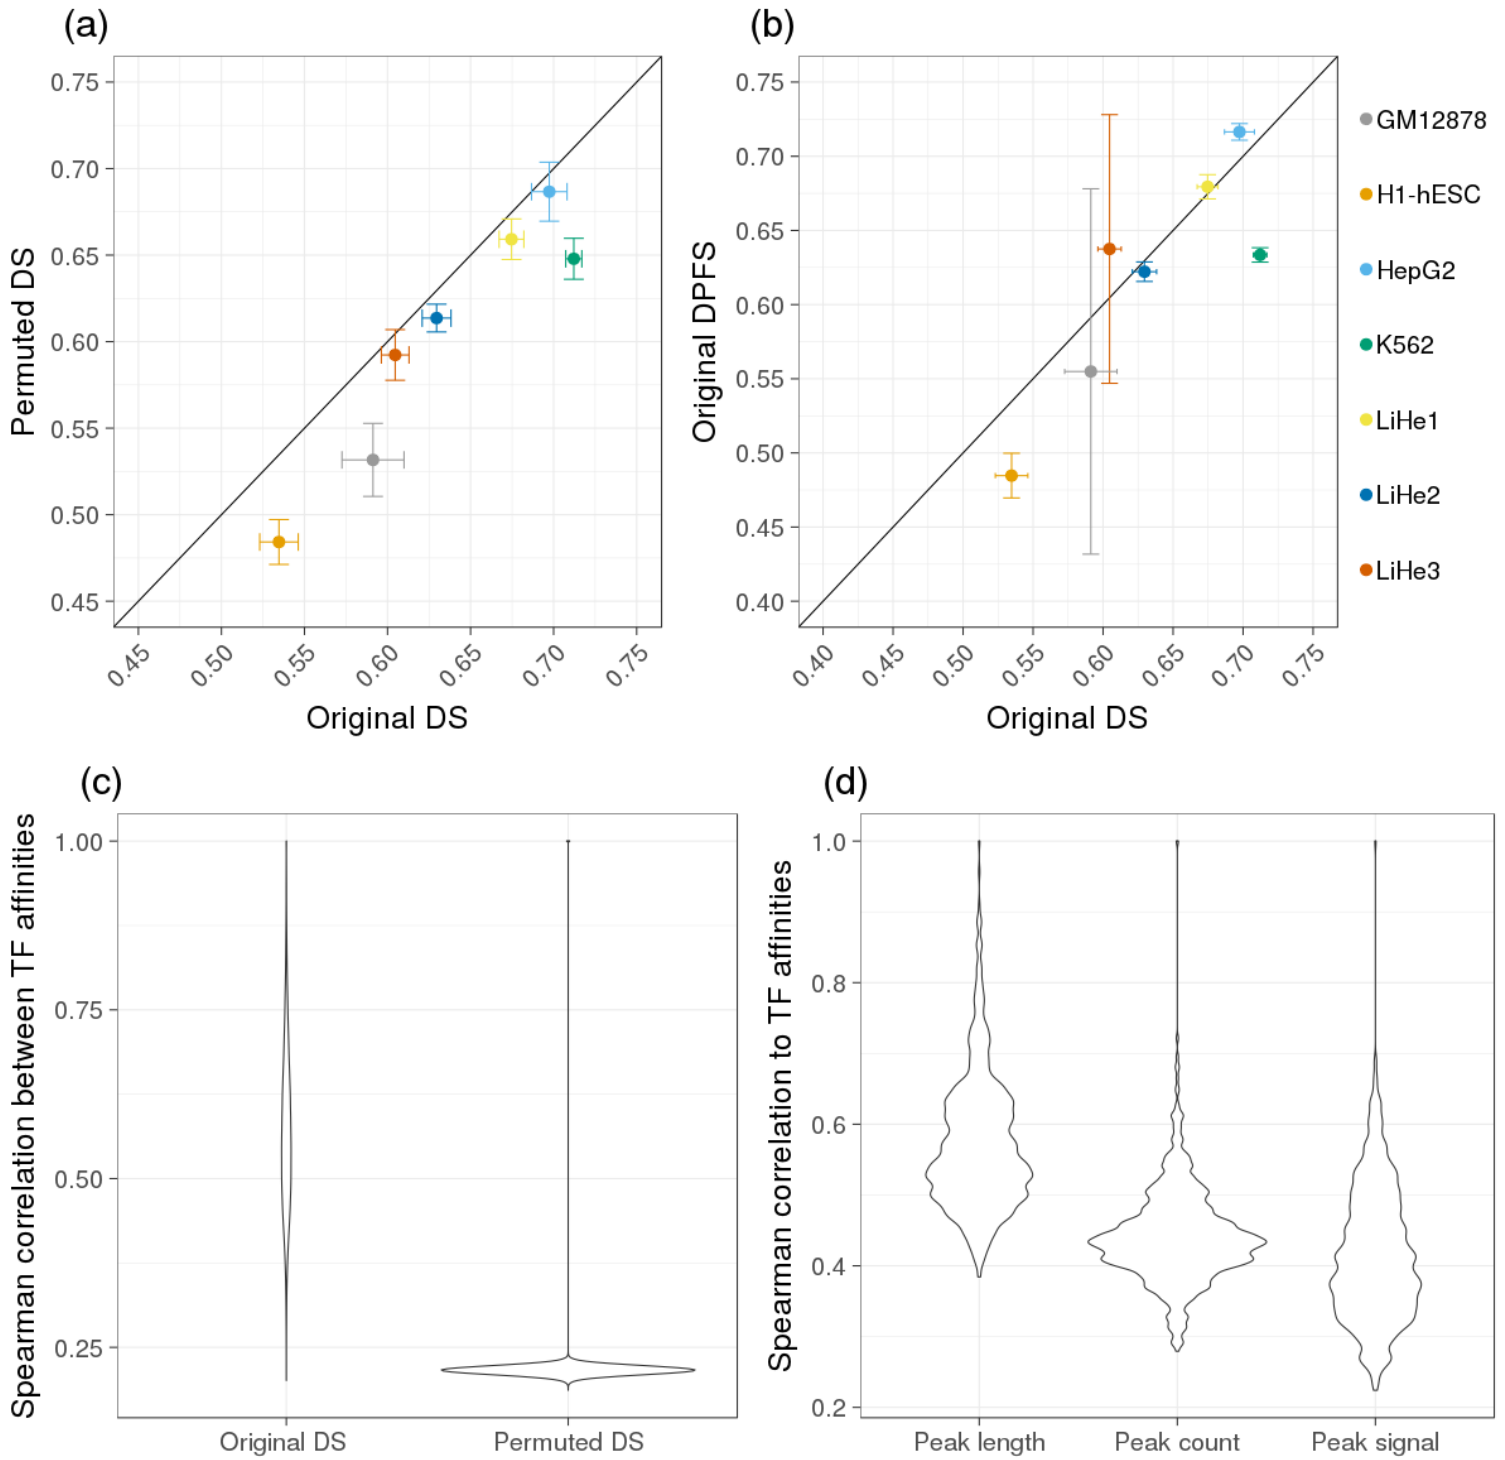 (a)
Permuted DS
0.75
0.70
0.65
0.60
0.55
0.50
0.45
0.45
0.50
0.55
0.60
0.65
0.70
0.75
Original DS
(b)
Original DPFS
0.75
0.70
0.65
0.60
0.55
0.50
0.45
0.40
0.40
0.45
0.50
0.55
0.60
0.65
0.70
0.75
Original DS
GM12878
H1-hESC
HepG2
K562
LiHe1
LiHe2
LiHe3
(c)
Spearman correlation between TF affinities
1.00
0.75
0.50
0.25
Original DS
Permuted DS
(d)
Spearman correlation to TF affinities
1.0
0.8
0.6
0.4
0.2
Peak length
Peak count
Peak signal